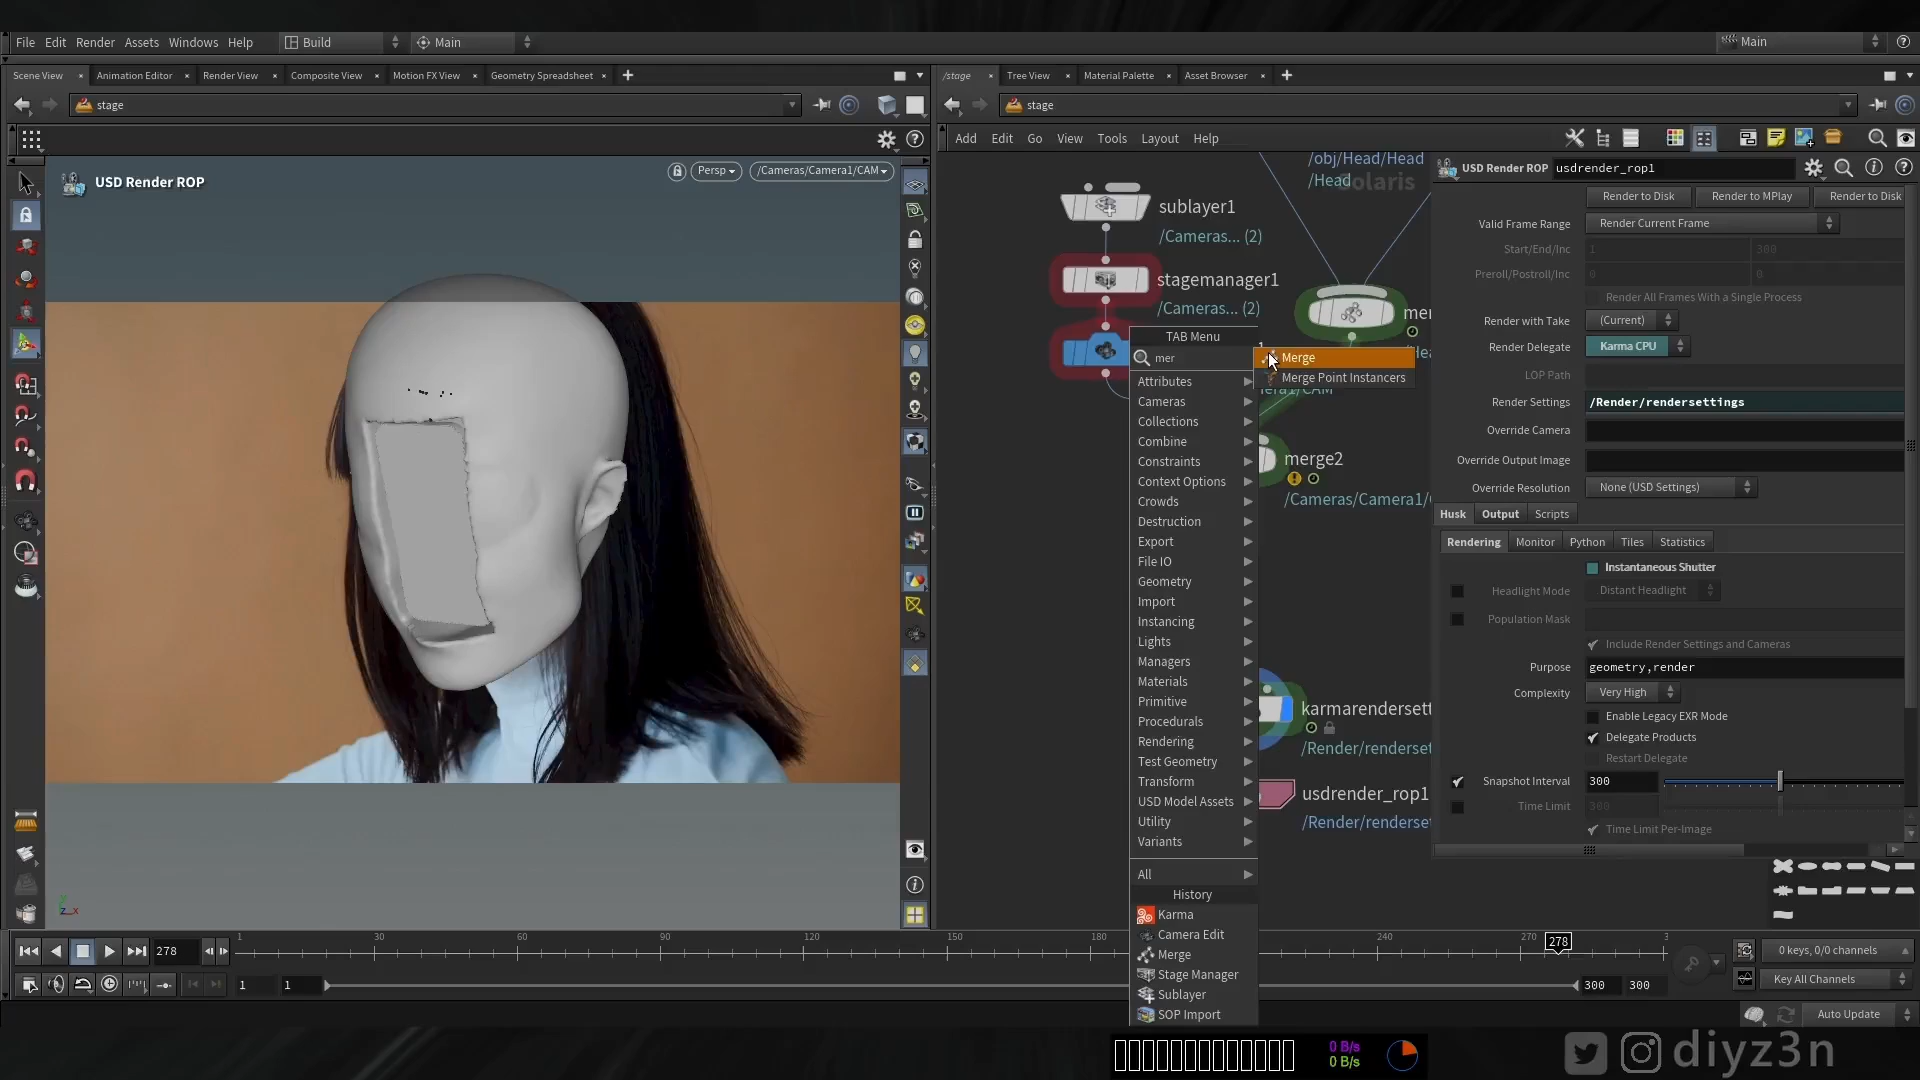 File Edit Render Assets Windows Help Build Main Main
Scene View Animation Editor Render View Composite View Motion FX View Geometry Spreadsheet
/stage Tree View Material Palette Asset Browser
stage
stage
Add Edit Go View Tools Layout Help
USD Render ROP
Persp
/Cameras/Camera1/CAM
/obj/Head/Head
/Head
Solaris
sublayer1
/Cameras... (2)
stagemanager1
/Cameras... (2)
merge2
/Cameras/Camera1/
karmarendersett
/Render/renderset
usdrender_rop1
/Render/renderset
TAB Menu
mer
Merge
Merge Point Instancers
Attributes
Cameras
Collections
Combine
Constraints
Context Options
Crowds
Destruction
Export
File IO
Geometry
Import
Instancing
Lights
Managers
Materials
Primitive
Procedurals
Rendering
Test Geometry
Transform
USD Model Assets
Utility
Variants
All
History
Karma
Camera Edit
Merge
Stage Manager
Sublayer
SOP Import
USD Render ROP usdrender_rop1
Render to Disk Render to MPlay Render to Disk
Valid Frame Range Render Current Frame
Start/End/Inc 1 300
Preroll/Postroll/Inc 0 0
Render All Frames With a Single Process
Render with Take (Current)
Render Delegate Karma CPU
LOP Path
Render Settings /Render/rendersettings
Override Camera
Override Output Image
Override Resolution None (USD Settings)
Husk Output Scripts
Rendering Monitor Python Tiles Statistics
Instantaneous Shutter
Headlight Mode Distant Headlight
Population Mask
Include Render Settings and Cameras
Purpose geometry,render
Complexity Very High
Enable Legacy EXR Mode
Delegate Products
Restart Delegate
Snapshot Interval 300
Time Limit 300
Time Limit Per-Image
278
1 30 60 90 120 150 180 240 270 278 3
0 keys, 0/0 channels
1 1 300 300
Key All Channels
Auto Update
0 B/s
0 B/s
diyz3n